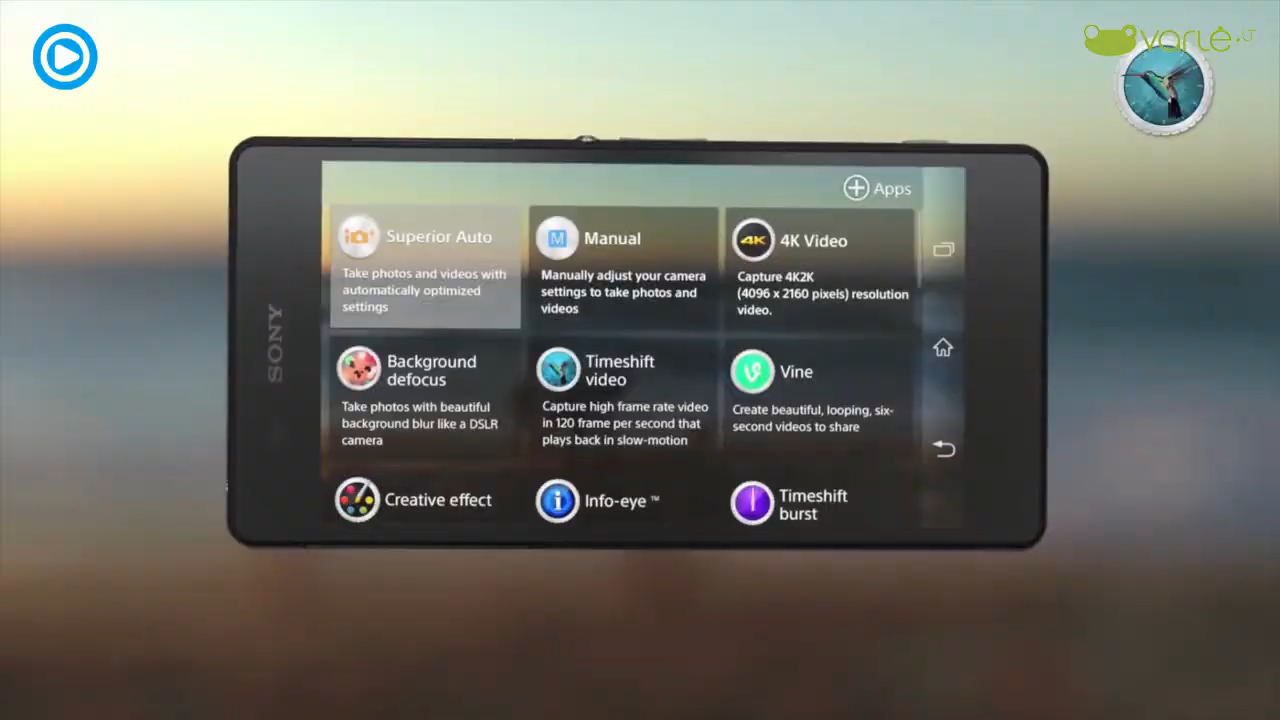 varlė.LT
SONY
Apps
Superior Auto
Take photos and videos with
automatically optimized
settings
M
Manual
Manually adjust your camera
settings to take photos and
videos
4K
4K Video
Capture 4K2K
(4096 x 2160 pixels) resolution
video.
Background
defocus
Take photos with beautiful
background blur like a DSLR
camera
Timeshift
video
Capture high frame rate video
in 120 frame per second that
plays back in slow-motion
Vine
Create beautiful, looping, six-
second videos to share
Creative effect
i
Info-eye ™
Timeshift
burst